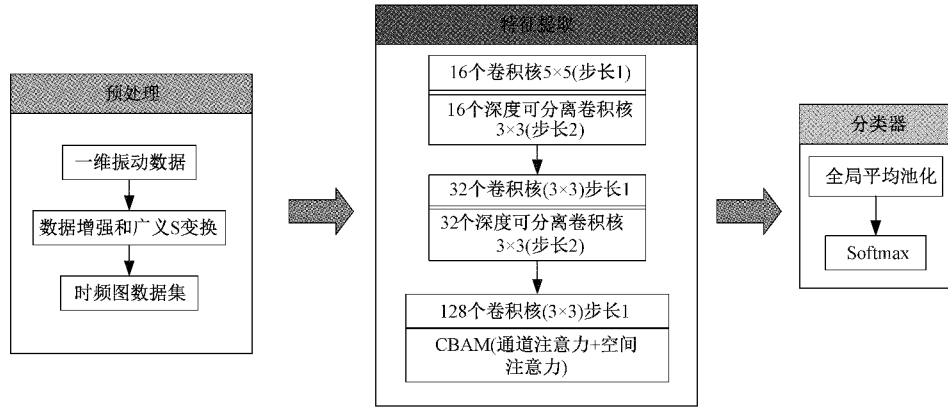 预处理
一维振动数据
数据增强和广义S变换
时频图数据集
特征提取
16个卷积核5×5(步长1)
16个深度可分离卷积核
3×3(步长2)
32个卷积核(3×3)步长1
32个深度可分离卷积核
3×3(步长2)
128个卷积核(3×3)步长1
CBAM(通道注意力+空间
注意力)
分类器
全局平均池化
Softmax